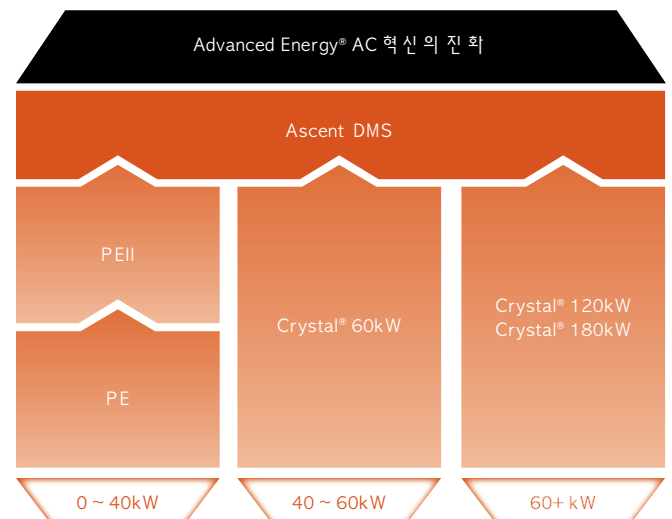 Advanced Energy® AC 혁신의 진화
Ascent DMS
PEII
PE
Crystal® 60kW
Crystal® 120kW
Crystal® 180kW
0 ~ 40kW
40 ~ 60kW
60+ kW